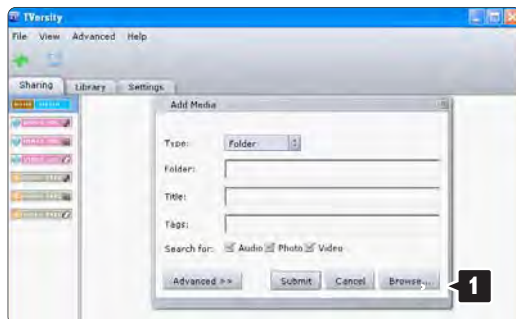 TVersity
File View Advanced Help
Sharing Library Settings
Add Media
Type: Folder
Folder:
Title:
Tags:
Search for: Audio Photo Video
Advanced >> Submit Cancel Browse...
1